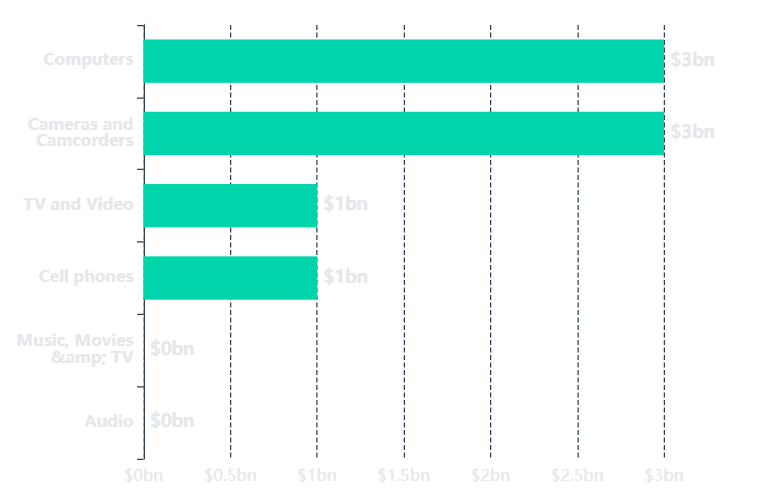 Computers
$3bn
Cameras and
Camcorders
$3bn
TV and Video
$1bn
Cell phones
$1bn
Music, Movies
&amp; TV
$0bn
Audio
$0bn
$0bn $0.5bn $1bn $1.5bn $2bn $2.5bn $3bn